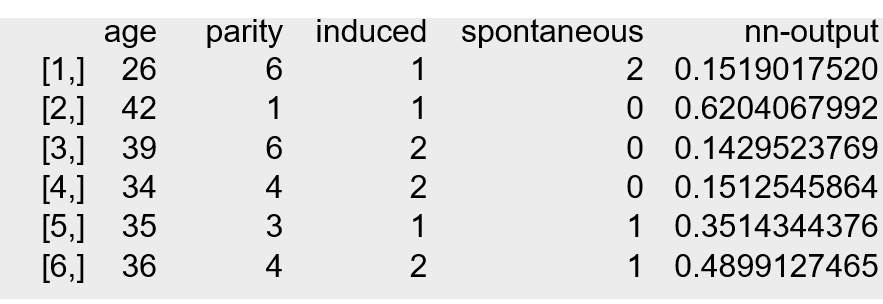 age parity induced spontaneous nn-output
[1,] 26 6 1 2 0.1519017520
[2,] 42 1 1 0 0.6204067992
[3,] 39 6 2 0 0.1429523769
[4,] 34 4 2 0 0.1512545864
[5,] 35 3 1 1 0.3514344376
[6,] 36 4 2 1 0.4899127465